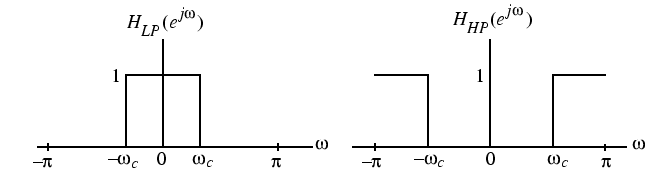 H_LP(e^jω)
1
ω
−π −ω_c 0 ω_c π
H_HP(e^jω)
1
ω
−π −ω_c 0 ω_c π